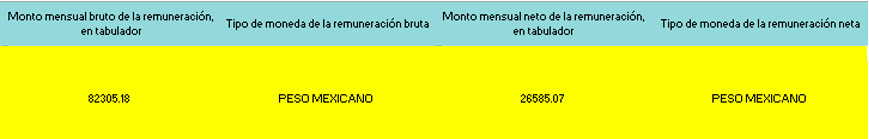 Monto mensual bruto de la remuneración,
en tabulador
Tipo de moneda de la remuneración bruta
Monto mensual neto de la remuneración,
en tabulador
Tipo de moneda de la remuneración neta
82305.18
PESO MEXICANO
26585.07
PESO MEXICANO